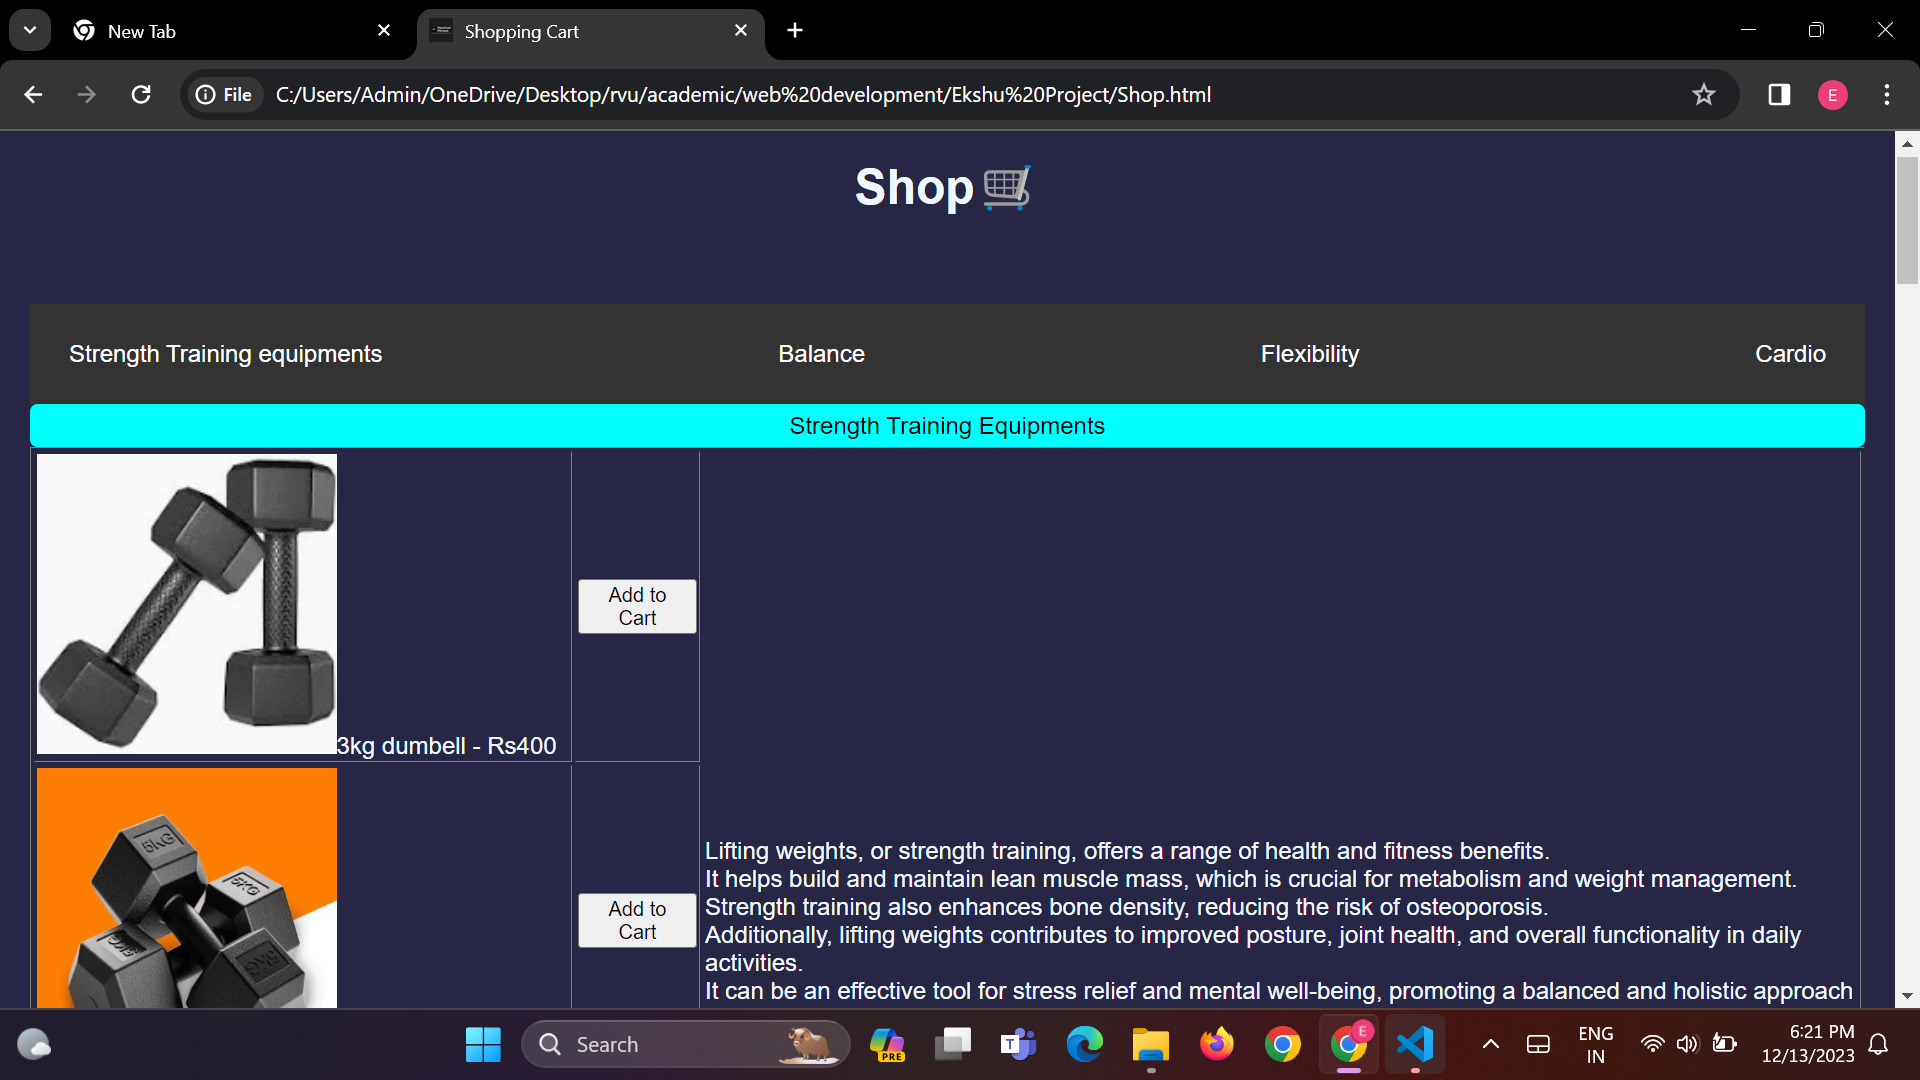 New Tab
Shopping Cart
File
C:/Users/Admin/OneDrive/Desktop/rvu/academic/web%20development/Ekshu%20Project/Shop.html
E
Shop
Strength Training equipments
Balance
Flexibility
Cardio
Strength Training Equipments
3kg dumbell - Rs400
Add to
Cart
5KG
5KG
5KG
5KG
Add to
Cart
Lifting weights, or strength training, offers a range of health and fitness benefits.
It helps build and maintain lean muscle mass, which is crucial for metabolism and weight management.
Strength training also enhances bone density, reducing the risk of osteoporosis.
Additionally, lifting weights contributes to improved posture, joint health, and overall functionality in daily
activities.
It can be an effective tool for stress relief and mental well-being, promoting a balanced and holistic approach
Search
PRE
T
E
ENG
IN
6:21 PM
12/13/2023